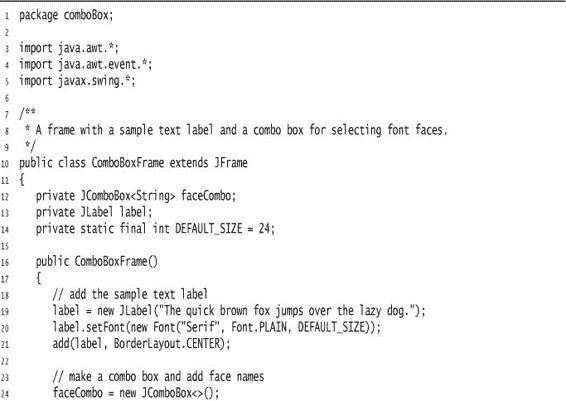 1 package comboBox;
2
3 import java.awt.*;
4 import java.awt.event.*;
5 import javax.swing.*;
6
7 /**
8  * A frame with a sample text label and a combo box for selecting font faces.
9  */
10 public class ComboBoxFrame extends JFrame
11 {
12    private JComboBox<String> faceCombo;
13    private JLabel label;
14    private static final int DEFAULT_SIZE = 24;
15
16    public ComboBoxFrame()
17    {
18       // add the sample text label
19       label = new JLabel("The quick brown fox jumps over the lazy dog.");
20       label.setFont(new Font("Serif", Font.PLAIN, DEFAULT_SIZE));
21       add(label, BorderLayout.CENTER);
22
23       // make a combo box and add face names
24       faceCombo = new JComboBox<>();